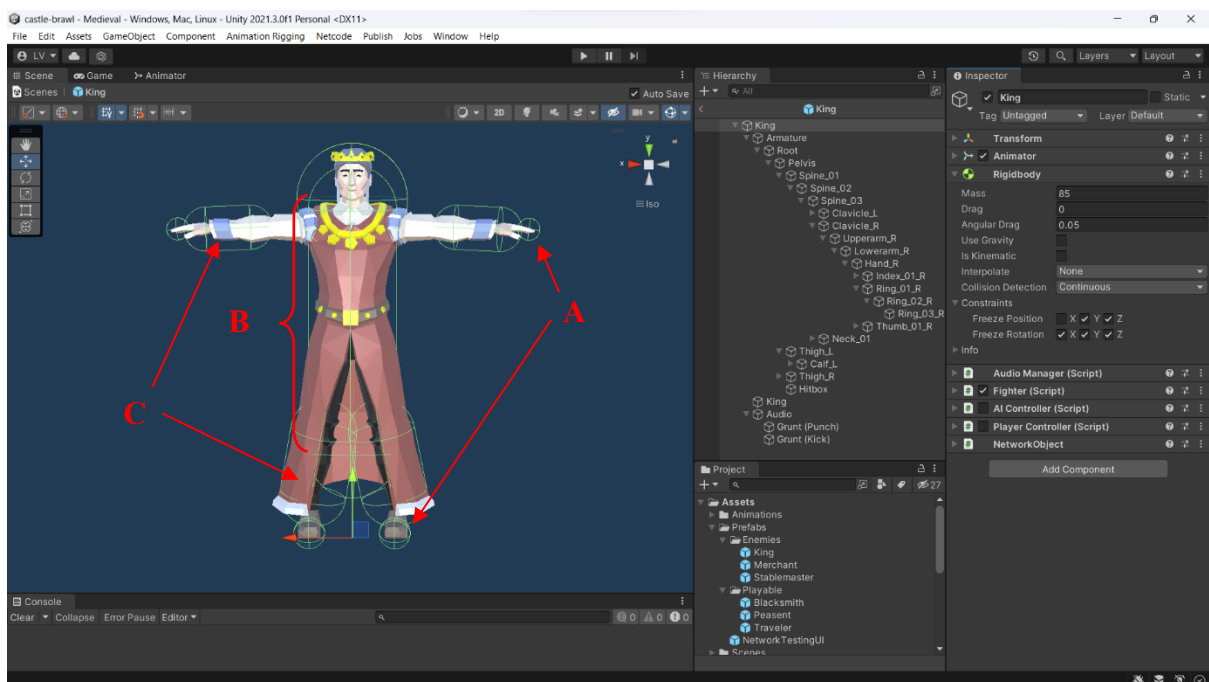 castle-brawl - Medieval - Windows, Mac, Linux - Unity 2021.3.0f1 Personal <DX11>
File Edit Assets GameObject Component Animation Rigging Netcode Publish Jobs Window Help
LV
Layers
Layout
Scene
Game
Animator
Scenes
King
Auto Save
2D
y
x
Iso
A
B
C
Console
Clear
Collapse
Error Pause
Editor
0
0
0
Hierarchy
All
King
King
Armature
Root
Pelvis
Spine_01
Spine_02
Spine_03
Clavicle_L
Clavicle_R
Upperarm_R
Lowerarm_R
Hand_R
Index_01_R
Ring_01_R
Ring_02_R
Ring_03_R
Thumb_01_R
Neck_01
Thigh_L
Calf_L
Thigh_R
Hitbox
King
Audio
Grunt (Punch)
Grunt (Kick)
Project
27
Assets
Animations
Prefabs
Enemies
King
Merchant
Stablemaster
Playable
Blacksmith
Peasent
Traveler
NetworkTestingUI
Scenes
Inspector
King
Static
Tag Untagged
Layer Default
Transform
Animator
Rigidbody
Mass 85
Drag 0
Angular Drag 0.05
Use Gravity
Is Kinematic
Interpolate None
Collision Detection Continuous
Constraints
Freeze Position X Y Z
Freeze Rotation X Y Z
Info
Audio Manager (Script)
Fighter (Script)
AI Controller (Script)
Player Controller (Script)
NetworkObject
Add Component